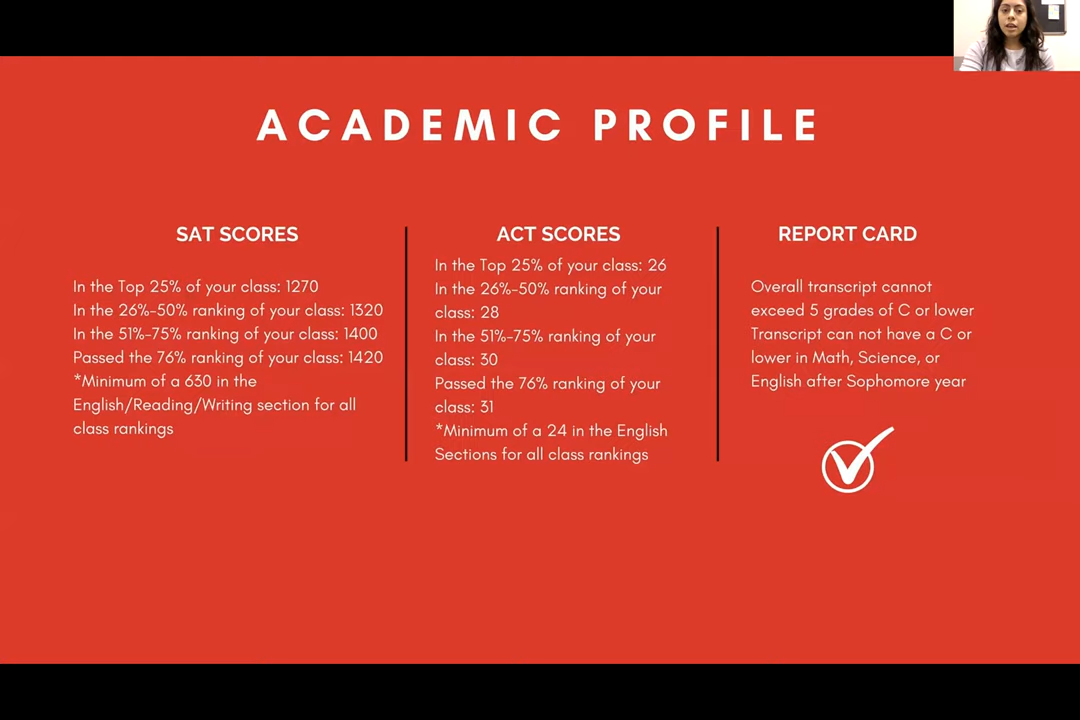 ACADEMIC PROFILE
SAT SCORES
In the Top 25% of your class: 1270
In the 26%-50% ranking of your class: 1320
In the 51%-75% ranking of your class: 1400
Passed the 76% ranking of your class: 1420
*Minimum of a 630 in the
English/Reading/Writing section for all
class rankings
ACT SCORES
In the Top 25% of your class: 26
In the 26%-50% ranking of your
class: 28
In the 51%-75% ranking of your
class: 30
Passed the 76% ranking of your
class: 31
*Minimum of a 24 in the English
Sections for all class rankings
REPORT CARD
Overall transcript cannot
exceed 5 grades of C or lower
Transcript can not have a C or
lower in Math, Science, or
English after Sophomore year